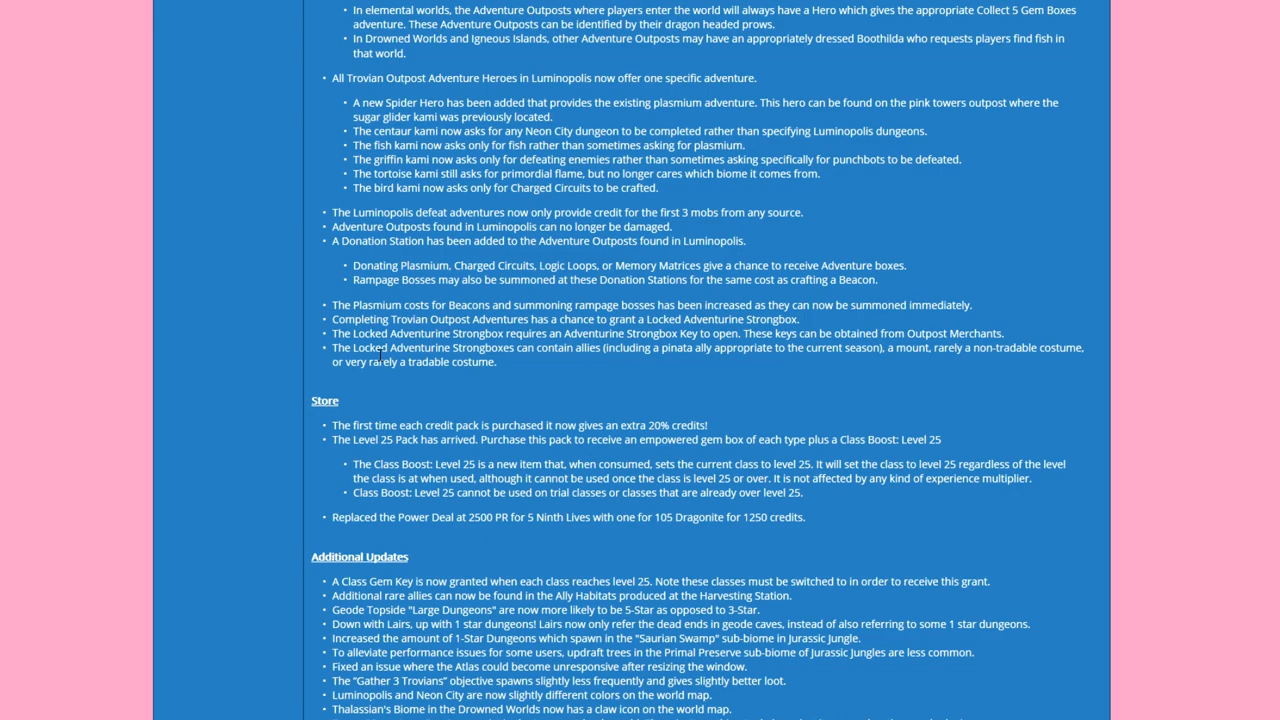 • In elemental worlds, the Adventure Outposts where players enter the world will always have a Hero which gives the appropriate Collect 5 Gem Boxes
adventure. These Adventure Outposts can be identified by their dragon headed prows.
• In Drowned Worlds and Igneous Islands, other Adventure Outposts may have an appropriately dressed Boothilda who requests players find fish in
that world.
• All Trovian Outpost Adventure Heroes in Luminopolis now offer one specific adventure.
• A new Spider Hero has been added that provides the existing plasmium adventure. This hero can be found on the pink towers outpost where the
sugar glider kami was previously located.
• The centaur kami now asks for any Neon City dungeon to be completed rather than specifying Luminopolis dungeons.
• The fish kami now asks only for fish rather than sometimes asking for plasmium.
• The griffin kami now asks only for defeating enemies rather than sometimes asking specifically for punchbots to be defeated.
• The tortoise kami still asks for primordial flame, but no longer cares which biome it comes from.
• The bird kami now asks only for Charged Circuits to be crafted.
• The Luminopolis defeat adventures now only provide credit for the first 3 mobs from any source.
• Adventure Outposts found in Luminopolis can no longer be damaged.
• A Donation Station has been added to the Adventure Outposts found in Luminopolis.
• Donating Plasmium, Charged Circuits, Logic Loops, or Memory Matrices give a chance to receive Adventure boxes.
• Rampage Bosses may also be summoned at these Donation Stations for the same cost as crafting a Beacon.
• The Plasmium costs for Beacons and summoning rampage bosses has been increased as they can now be summoned immediately.
• Completing Trovian Outpost Adventures has a chance to grant a Locked Adventurine Strongbox.
• The Locked Adventurine Strongbox requires an Adventurine Strongbox Key to open. These keys can be obtained from Outpost Merchants.
• The Locked Adventurine Strongboxes can contain allies (including a pinata ally appropriate to the current season), a mount, rarely a non-tradable costume,
or very rarely a tradable costume.
Store
• The first time each credit pack is purchased it now gives an extra 20% credits!
• The Level 25 Pack has arrived. Purchase this pack to receive an empowered gem box of each type plus a Class Boost: Level 25
• The Class Boost: Level 25 is a new item that, when consumed, sets the current class to level 25. It will set the class to level 25 regardless of the level
the class is at when used, although it cannot be used once the class is level 25 or over. It is not affected by any kind of experience multiplier.
• Class Boost: Level 25 cannot be used on trial classes or classes that are already over level 25.
• Replaced the Power Deal at 2500 PR for 5 Ninth Lives with one for 105 Dragonite for 1250 credits.
Additional Updates
• A Class Gem Key is now granted when each class reaches level 25. Note these classes must be switched to in order to receive this grant.
• Additional rare allies can now be found in the Ally Habitats produced at the Harvesting Station.
• Geode Topside "Large Dungeons" are now more likely to be 5-Star as opposed to 3-Star.
• Down with Lairs, up with 1 star dungeons! Lairs now only refer the dead ends in geode caves, instead of also referring to some 1 star dungeons.
• Increased the amount of 1-Star Dungeons which spawn in the "Saurian Swamp" sub-biome in Jurassic Jungle.
• To alleviate performance issues for some users, updraft trees in the Primal Preserve sub-biome of Jurassic Jungles are less common.
• Fixed an issue where the Atlas could become unresponsive after resizing the window.
• The "Gather 3 Trovians" objective spawns slightly less frequently and gives slightly better loot.
• Luminopolis and Neon City are now slightly different colors on the world map.
• Thalassian's Biome in the Drowned Worlds now has a claw icon on the world map.